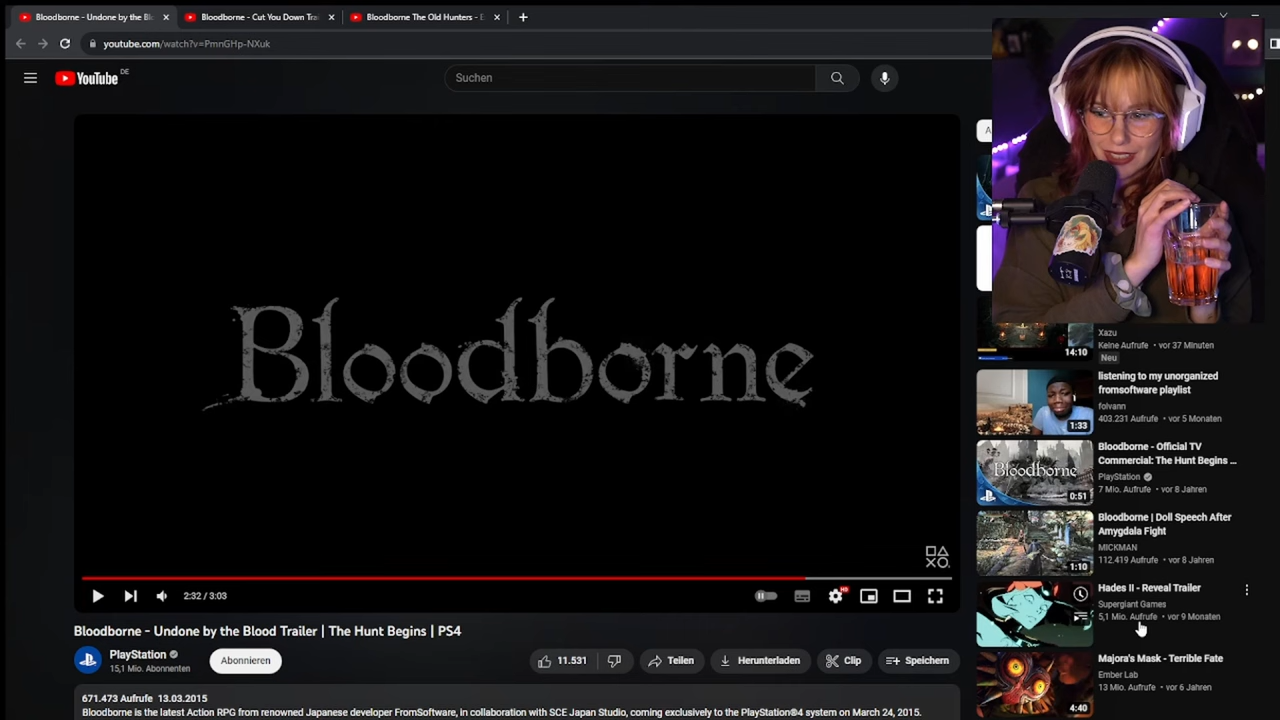 Bloodborne - Undone by the Bl
Bloodborne - Cut You Down Trai
Bloodborne The Old Hunters - E
youtube.com/watch?v=PmnGHp-NXuk
YouTube DE
Suchen
Bloodborne
2:32 / 3:03
HD
Bloodborne - Undone by the Blood Trailer | The Hunt Begins | PS4
PlayStation
15,1 Mio. Abonnenten
Abonnieren
11.531
Teilen
Herunterladen
Clip
Speichern
671.473 Aufrufe 13.03.2015
Bloodborne is the latest Action RPG from renowned Japanese developer FromSoftware, in collaboration with SCE Japan Studio, coming exclusively to the PlayStation®4 system on March 24, 2015.
A
Xazu
Keine Aufrufe • vor 37 Minuten
Neu
14:10
listening to my unorganized
fromsoftware playlist
folvann
403.231 Aufrufe • vor 5 Monaten
1:33
Bloodborne - Official TV
Commercial: The Hunt Begins ...
PlayStation
7 Mio. Aufrufe • vor 8 Jahren
Bloodborne
0:51
Bloodborne | Doll Speech After
Amygdala Fight
MICKMAN
112.419 Aufrufe • vor 8 Jahren
1:10
Hades II - Reveal Trailer
Supergiant Games
5,1 Mio. Aufrufe • vor 9 Monaten
Majora's Mask - Terrible Fate
Ember Lab
13 Mio. Aufrufe • vor 6 Jahren
4:40